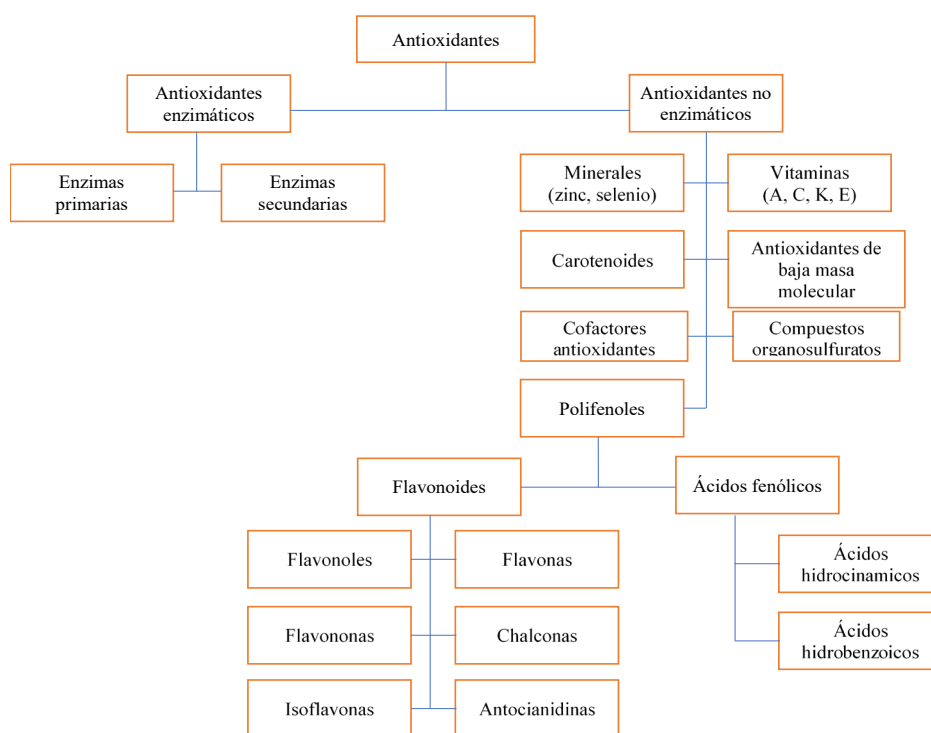 Antioxidantes
Antioxidantes
enzimáticos
Antioxidantes no
enzimáticos
Enzimas
primarias
Enzimas
secundarias
Minerales
(zinc, selenio)
Vitaminas
(A, C, K, E)
Carotenoides
Antioxidantes de
baja masa
molecular
Cofactores
antioxidantes
Compuestos
organosulfuratos
Polifenoles
Flavonoides
Ácidos fenólicos
Flavonoles
Flavonas
Ácidos
hidrocinamicos
Flavononas
Chalconas
Ácidos
hidrobenzoicos
Isoflavonas
Antocianidinas